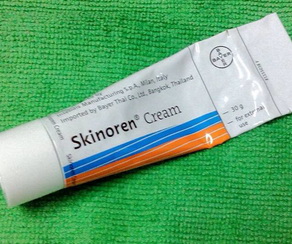 Manufacturing S.p.A., Milan, Italy
Imported by Bayer Thai Co., Ltd., Bangkok, Thailand
Skinoren® Cream
BAYER
30 g
for external
use